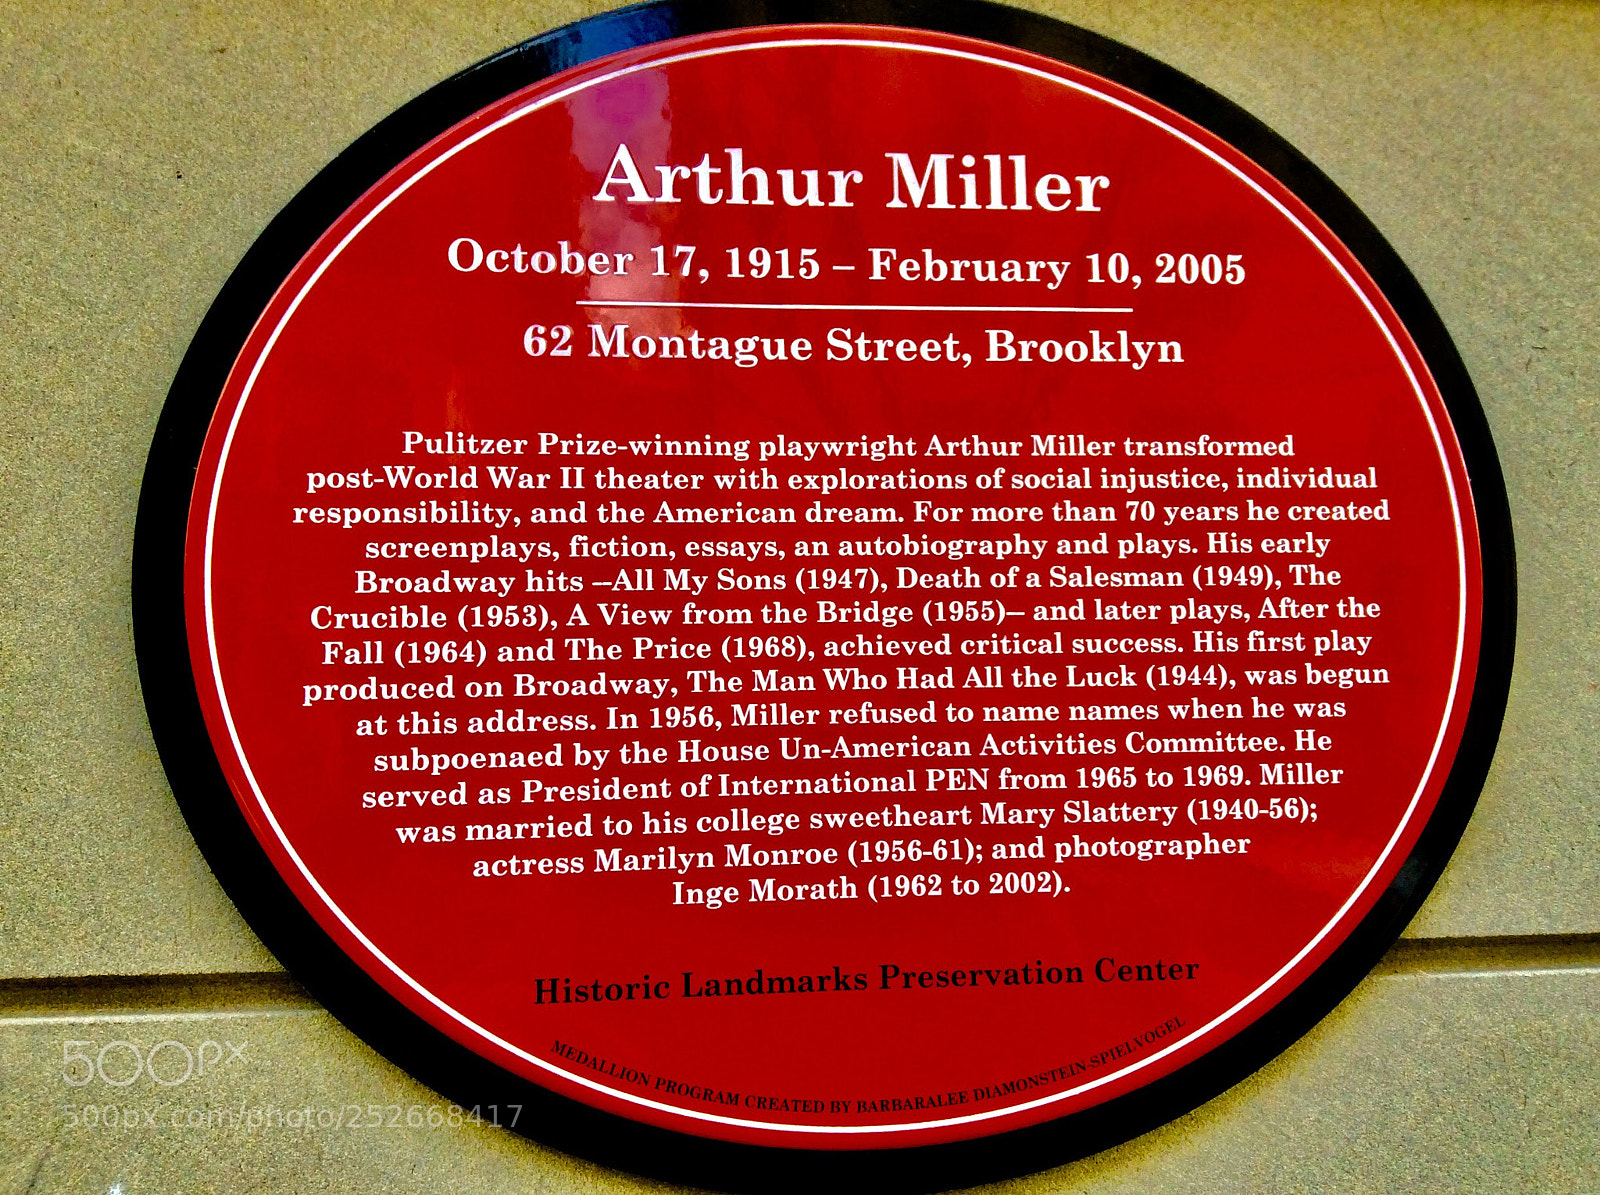 Arthur Miller
October 17, 1915 – February 10, 2005
62 Montague Street, Brooklyn
Pulitzer Prize-winning playwright Arthur Miller transformed
post-World War II theater with explorations of social injustice, individual
responsibility, and the American dream. For more than 70 years he created
screenplays, fiction, essays, an autobiography and plays. His early
Broadway hits –All My Sons (1947), Death of a Salesman (1949), The
Crucible (1953), A View from the Bridge (1955)– and later plays, After the
Fall (1964) and The Price (1968), achieved critical success. His first play
produced on Broadway, The Man Who Had All the Luck (1944), was begun
at this address. In 1956, Miller refused to name names when he was
subpoenaed by the House Un-American Activities Committee. He
served as President of International PEN from 1965 to 1969. Miller
was married to his college sweetheart Mary Slattery (1940-56);
actress Marilyn Monroe (1956-61); and photographer
Inge Morath (1962 to 2002).
Historic Landmarks Preservation Center
MEDALLION PROGRAM CREATED BY BARBARALEE DIAMONSTEIN-SPIELVOGEL
500px
500px.com/photo/252668417